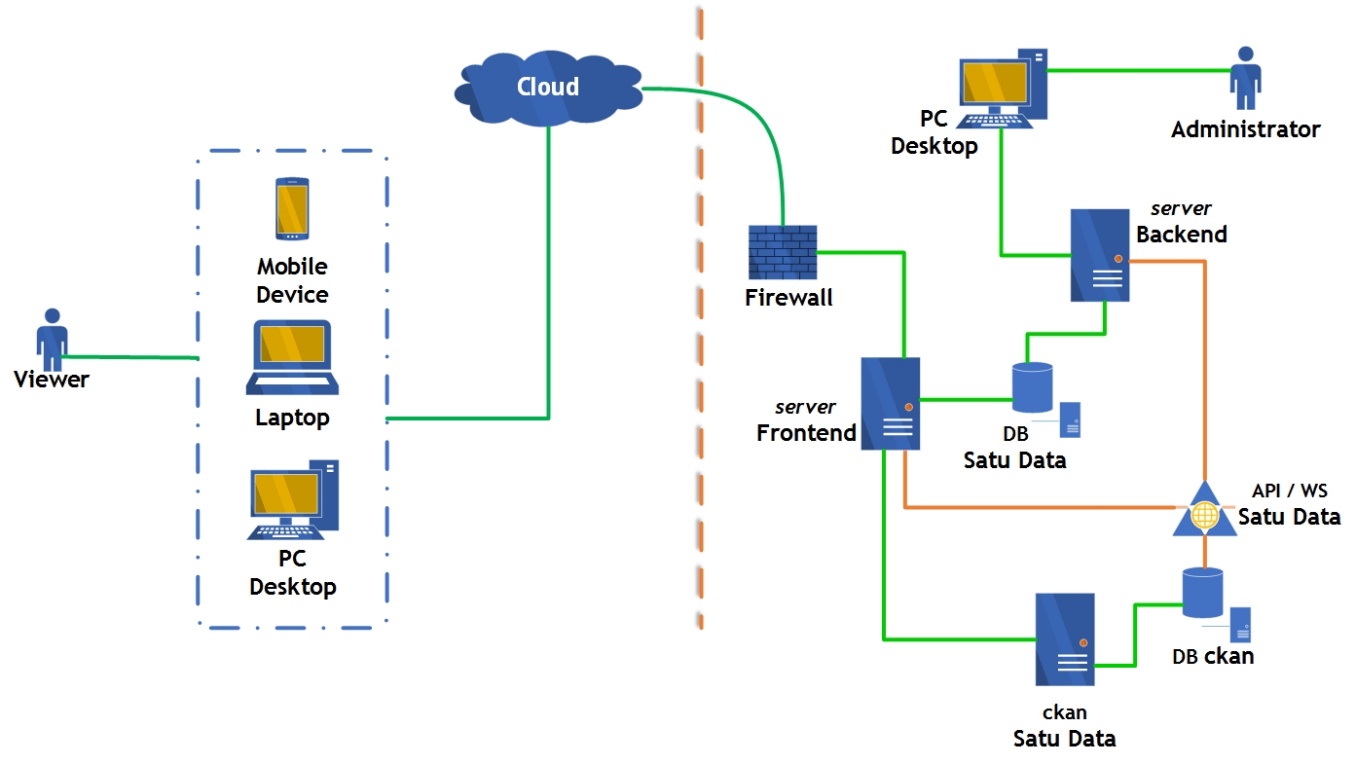 Cloud
PC
Desktop
Administrator
server
Backend
Mobile
Device
Firewall
Viewer
Laptop
server
Frontend
DB
Satu Data
API / WS
Satu Data
PC
Desktop
DB ckan
ckan
Satu Data